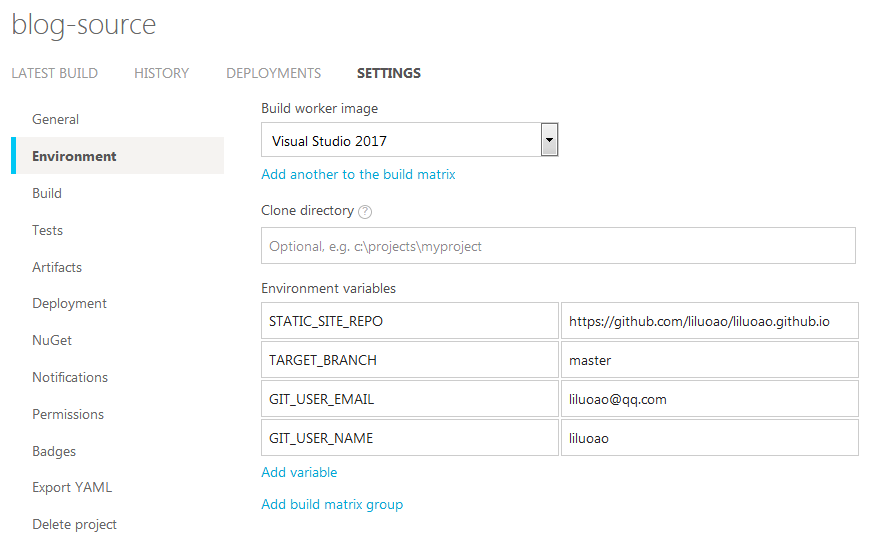 blog-source
LATEST BUILD HISTORY DEPLOYMENTS SETTINGS
General
Environment
Build
Tests
Artifacts
Deployment
NuGet
Notifications
Permissions
Badges
Export YAML
Delete project
Build worker image
Visual Studio 2017
Add another to the build matrix
Clone directory ?
Optional, e.g. c:\projects\myproject
Environment variables
STATIC_SITE_REPO https://github.com/liluoao/liluoao.github.io
TARGET_BRANCH master
GIT_USER_EMAIL liluoao@qq.com
GIT_USER_NAME liluoao
Add variable
Add build matrix group